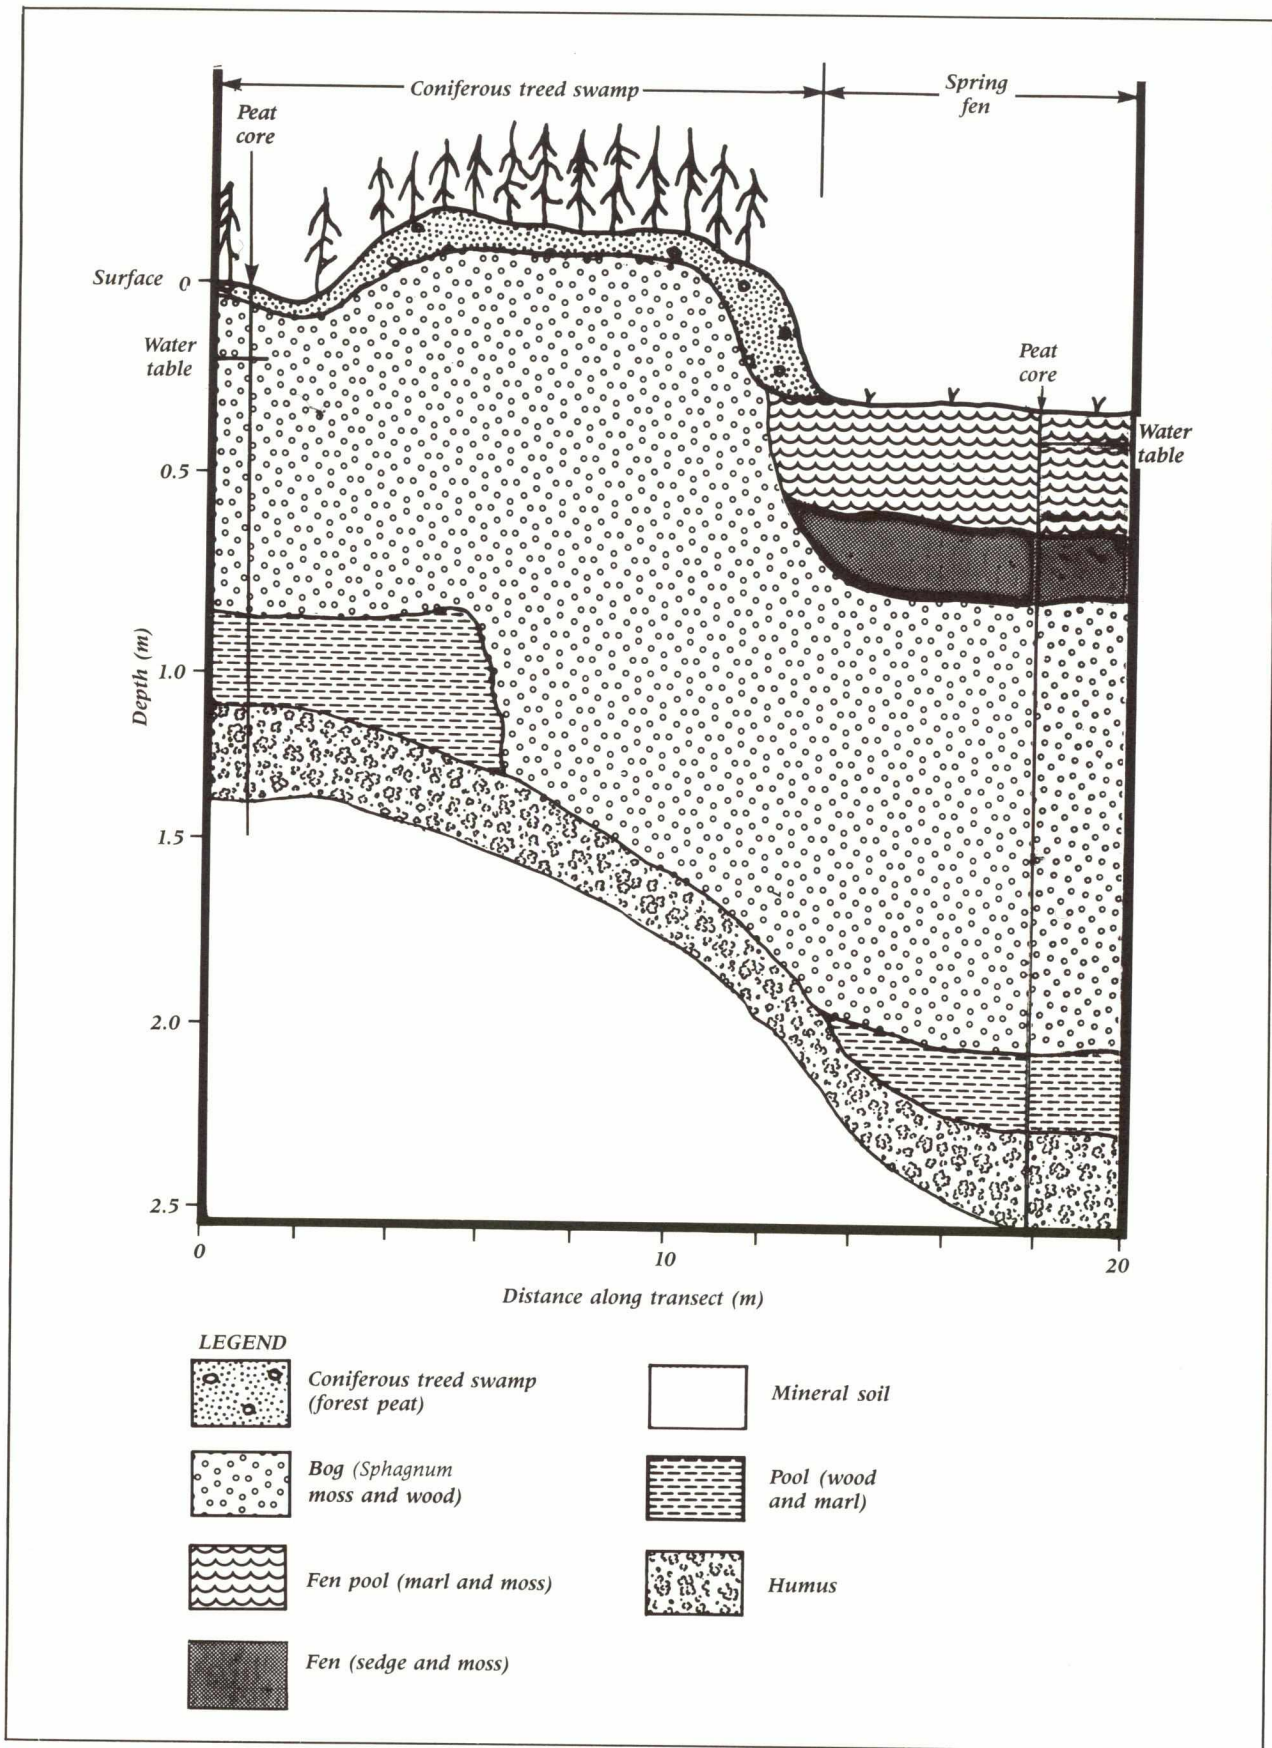 Coniferous treed swamp
Spring
fen
Peat
core
Surface 0
Water
table
Peat
core
Water
table
0.5
Depth (m)
1.0
1.5
2.0
2.5
0
10
20
Distance along transect (m)
LEGEND
Coniferous treed swamp
(forest peat)
Mineral soil
Bog (Sphagnum
moss and wood)
Pool (wood
and marl)
Fen pool (marl and moss)
Humus
Fen (sedge and moss)